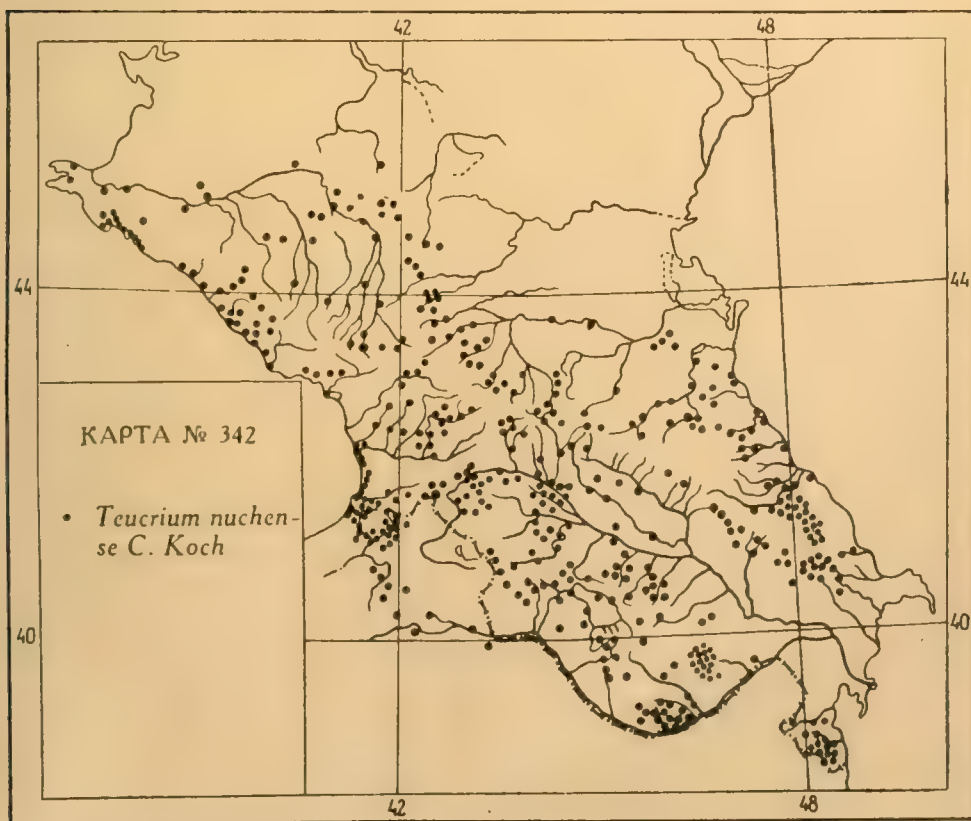 42 48
44 44
КАРТА № 342
• Teucrium nuchen-
se C. Koch
40 40
42 48